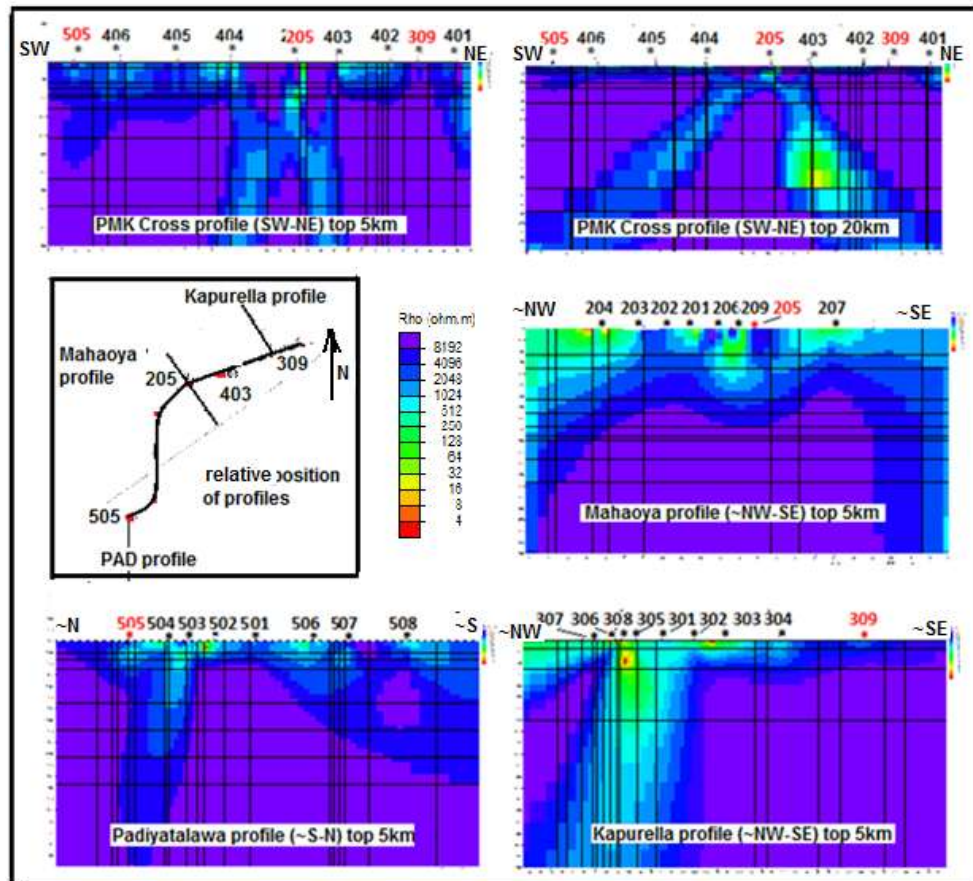 505 406 405 404 205 403 402 309 401
SW NE
PMK Cross profile (SW-NE) top 5km
505 406 405 404 205 403 402 309 401
SW NE
PMK Cross profile (SW-NE) top 20km
Kapurella profile
Mahaoya
profile
205
309
403
N
relative position
of profiles
505
PAD profile
Rho (ohm.m)
8192
4096
2048
1024
512
250
128
64
32
16
8
4
~NW 204 203 202 201 206 209 205 207 ~SE
Mahaoya profile (~NW-SE) top 5km
~N 505 504 503 502 501 506 507 508 ~S
Padiyatalawa profile (~S-N) top 5km
~NW 307 306 308 305 301 302 303 304 309 ~SE
Kapurella profile (~NW-SE) top 5km